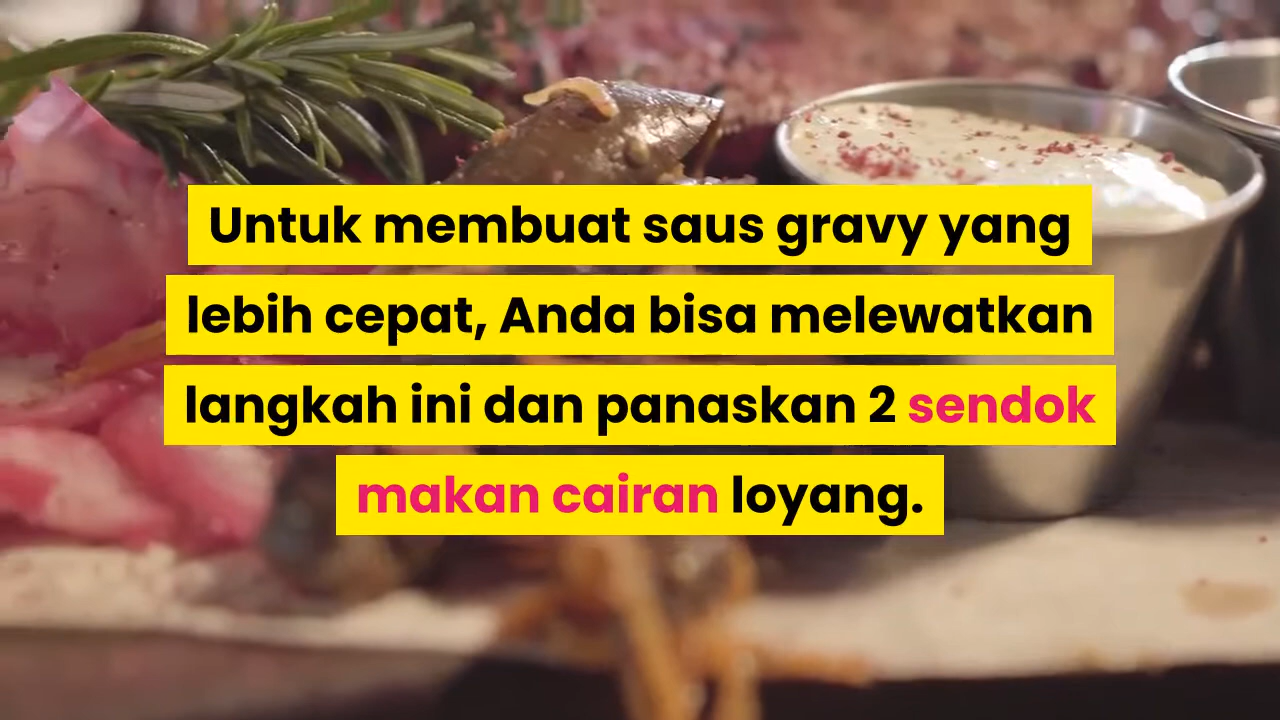 Untuk membuat saus gravy yang
lebih cepat, Anda bisa melewatkan
langkah ini dan panaskan 2 sendok
makan cairan loyang.